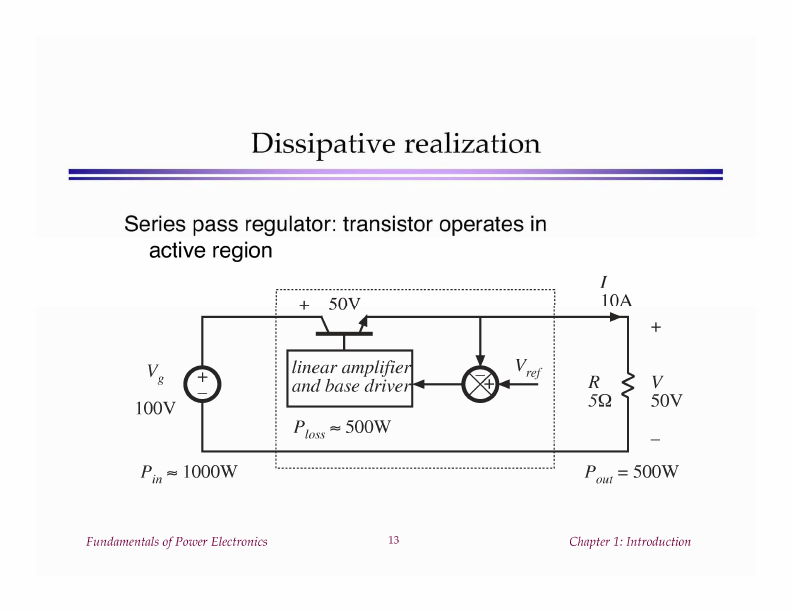 Dissipative realization
Series pass regulator: transistor operates in
active region
I
10A
+ 50V
+
V_g
+
–
100V
linear amplifier
and base driver
–
+
V_ref
R
5Ω
V
50V
P_loss ≈ 500W
–
P_in ≈ 1000W
P_out = 500W
Fundamentals of Power Electronics
13
Chapter 1: Introduction